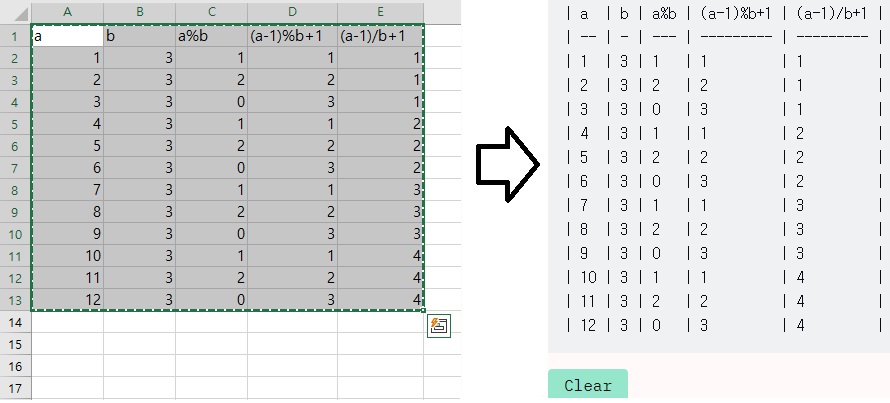 A B C D E
1 a b a%b (a-1)%b+1 (a-1)/b+1
2 1 3 1 1 1
3 2 3 2 2 1
4 3 3 0 3 1
5 4 3 1 1 2
6 5 3 2 2 2
7 6 3 0 3 2
8 7 3 1 1 3
9 8 3 2 2 3
10 9 3 0 3 3
11 10 3 1 1 4
12 11 3 2 2 4
13 12 3 0 3 4
14
15
16
17
| a | b | a%b | (a-1)%b+1 | (a-1)/b+1 |
| -- | - | --- | --------- | --------- |
| 1 | 3 | 1 | 1 | 1 |
| 2 | 3 | 2 | 2 | 1 |
| 3 | 3 | 0 | 3 | 1 |
| 4 | 3 | 1 | 1 | 2 |
| 5 | 3 | 2 | 2 | 2 |
| 6 | 3 | 0 | 3 | 2 |
| 7 | 3 | 1 | 1 | 3 |
| 8 | 3 | 2 | 2 | 3 |
| 9 | 3 | 0 | 3 | 3 |
| 10 | 3 | 1 | 1 | 4 |
| 11 | 3 | 2 | 2 | 4 |
| 12 | 3 | 0 | 3 | 4 |
Clear